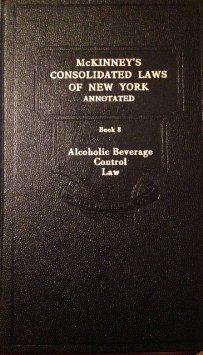 McKINNEY'S
CONSOLIDATED LAWS
OF NEW YORK
ANNOTATED
Book 3
Alcoholic Beverage
Control
Law